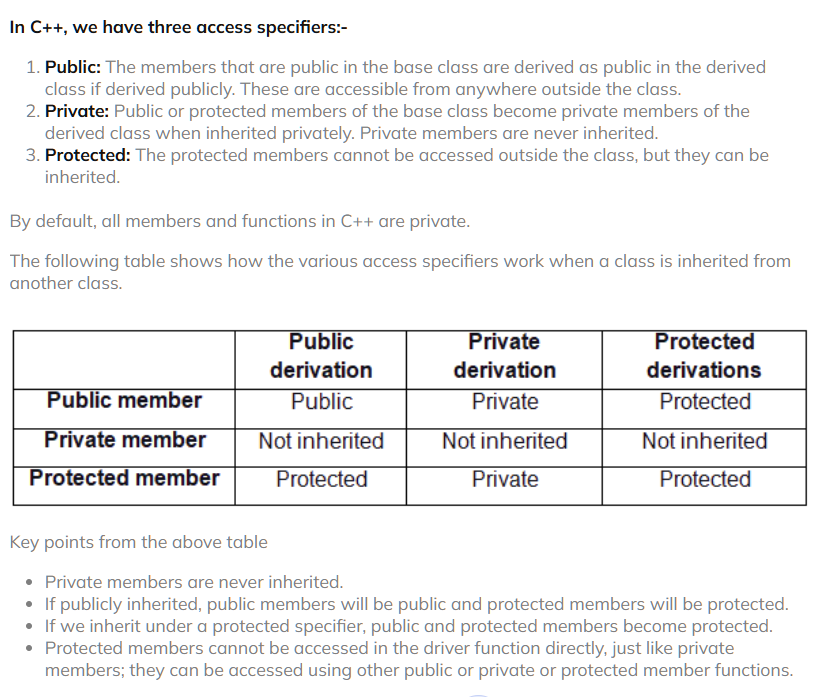 In C++, we have three access specifiers:-
1. Public: The members that are public in the base class are derived as public in the derived
class if derived publicly. These are accessible from anywhere outside the class.
2. Private: Public or protected members of the base class become private members of the
derived class when inherited privately. Private members are never inherited.
3. Protected: The protected members cannot be accessed outside the class, but they can be
inherited.
By default, all members and functions in C++ are private.
The following table shows how the various access specifiers work when a class is inherited from
another class.
Public Private Protected
derivation derivation derivations
Public member Public Private Protected
Private member Not inherited Not inherited Not inherited
Protected member Protected Private Protected
Key points from the above table
• Private members are never inherited.
• If publicly inherited, public members will be public and protected members will be protected.
• If we inherit under a protected specifier, public and protected members become protected.
• Protected members cannot be accessed in the driver function directly, just like private
members; they can be accessed using other public or private or protected member functions.